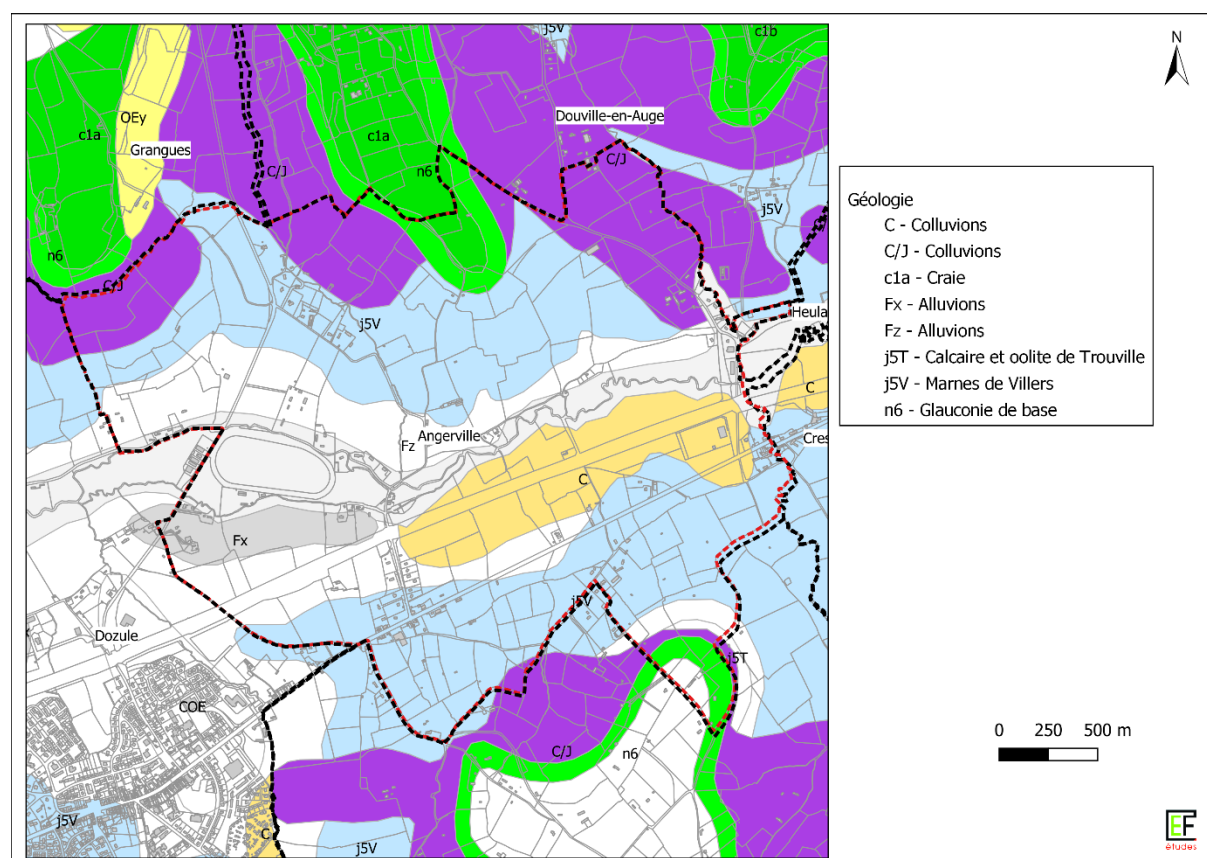 N
j5V
c1b
OEy
c1a
Grangues
c1a
Douville-en-Auge
C/J
C/J
n6
j5V
n6
C/J
Heula
j5V
C
Fz
Angerville
Cres
C
Fx
j5V
Dozule
j5T
COE
C/J
n6
j5V
C
j5V
Géologie
C - Colluvions
C/J - Colluvions
c1a - Craie
Fx - Alluvions
Fz - Alluvions
j5T - Calcaire et oolite de Trouville
j5V - Marnes de Villers
n6 - Glauconie de base
0 250 500 m
EF
études